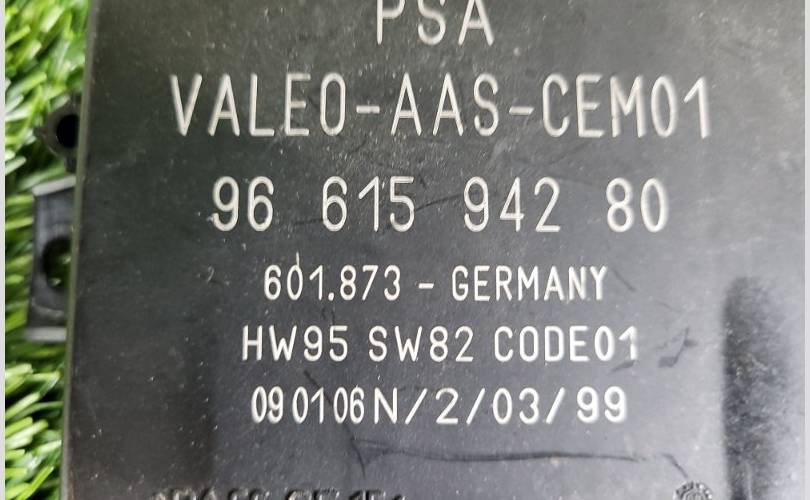 PSA
VALEO-AAS-CEM01
96 615 942 80
601.873 - GERMANY
HW95 SW82 CODE01
090106N/2/03/99